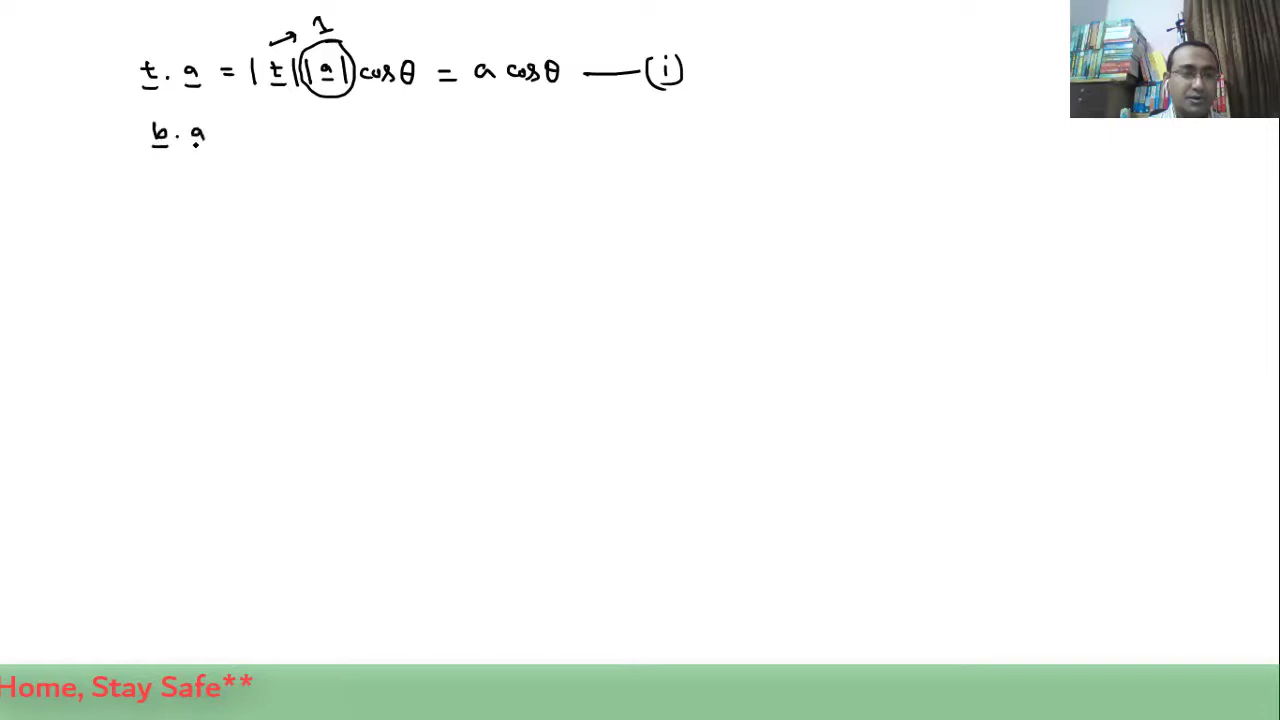 1
t . a = |t||a| cosθ = a cosθ —— (i)
b . a
Home, Stay Safe**